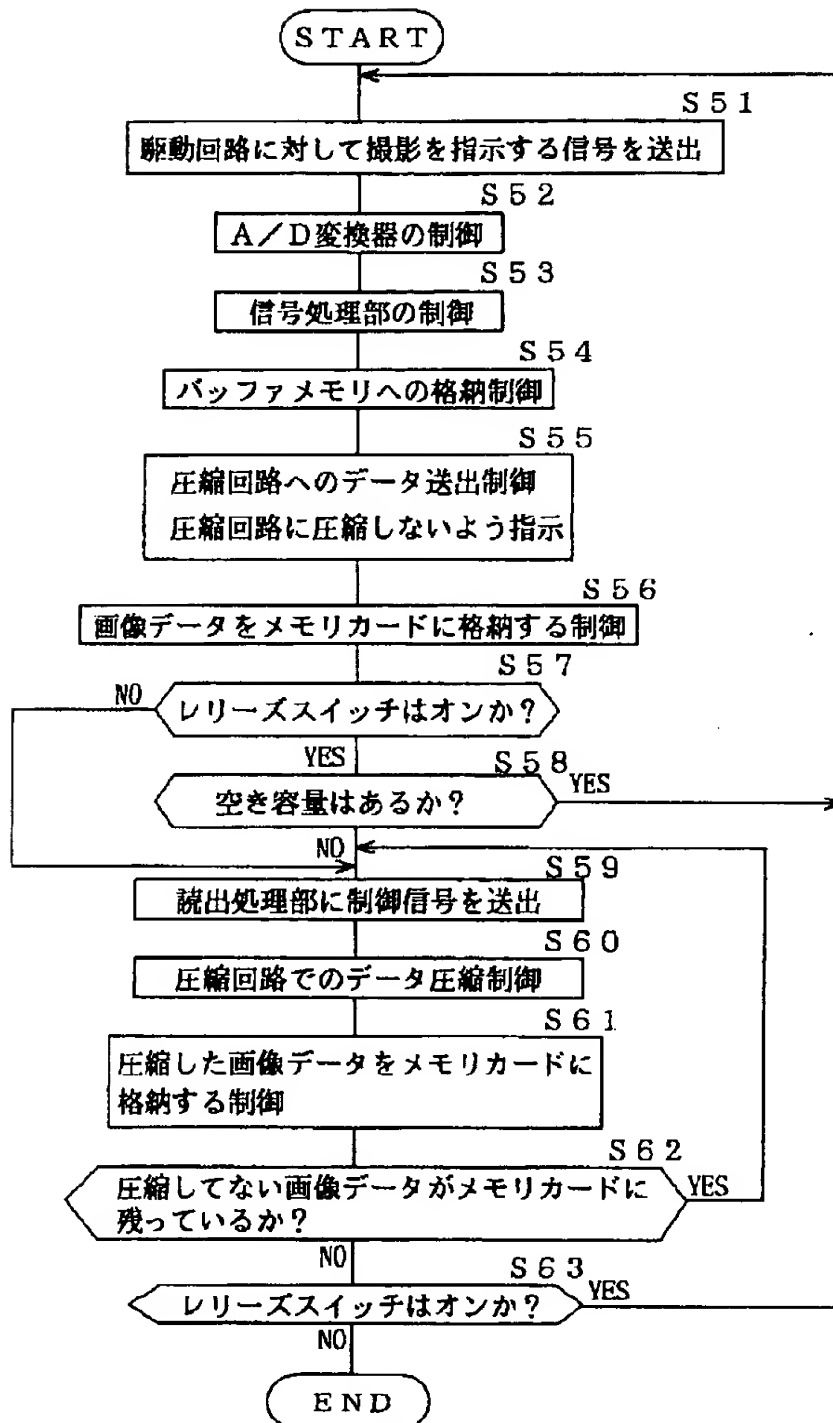 START
S51
駆動回路に対して撮影を指示する信号を送出
S52
A/D変換器の制御
S53
信号処理部の制御
S54
バッファメモリへの格納制御
S55
圧縮回路へのデータ送出制御
圧縮回路に圧縮しないよう指示
S56
画像データをメモリカードに格納する制御
S57
NO
レリーズスイッチはオンか?
YES
S58
空き容量はあるか?
YES
NO
S59
読出処理部に制御信号を送出
S60
圧縮回路でのデータ圧縮制御
S61
圧縮した画像データをメモリカードに
格納する制御
S62
圧縮してない画像データがメモリカードに
残っているか?
YES
NO
S63
レリーズスイッチはオンか?
YES
NO
END